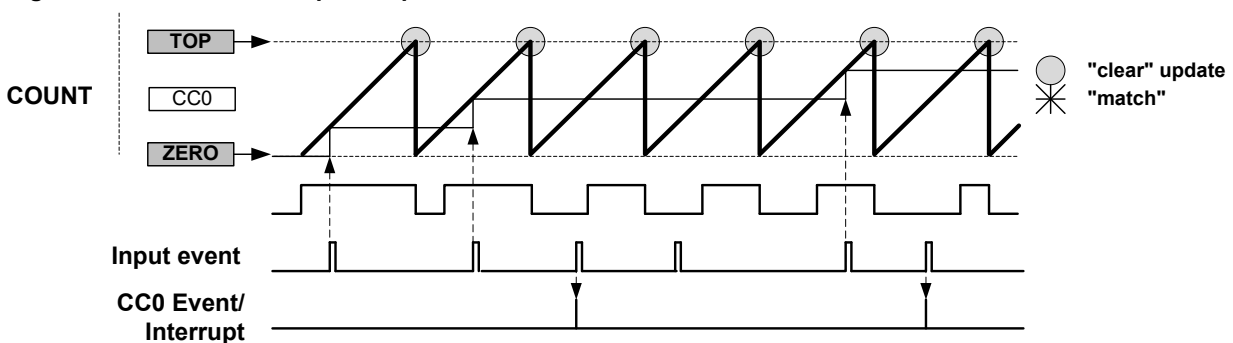 TOP
COUNT
CC0
ZERO
"clear" update
"match"
Input event
CC0 Event/
Interrupt